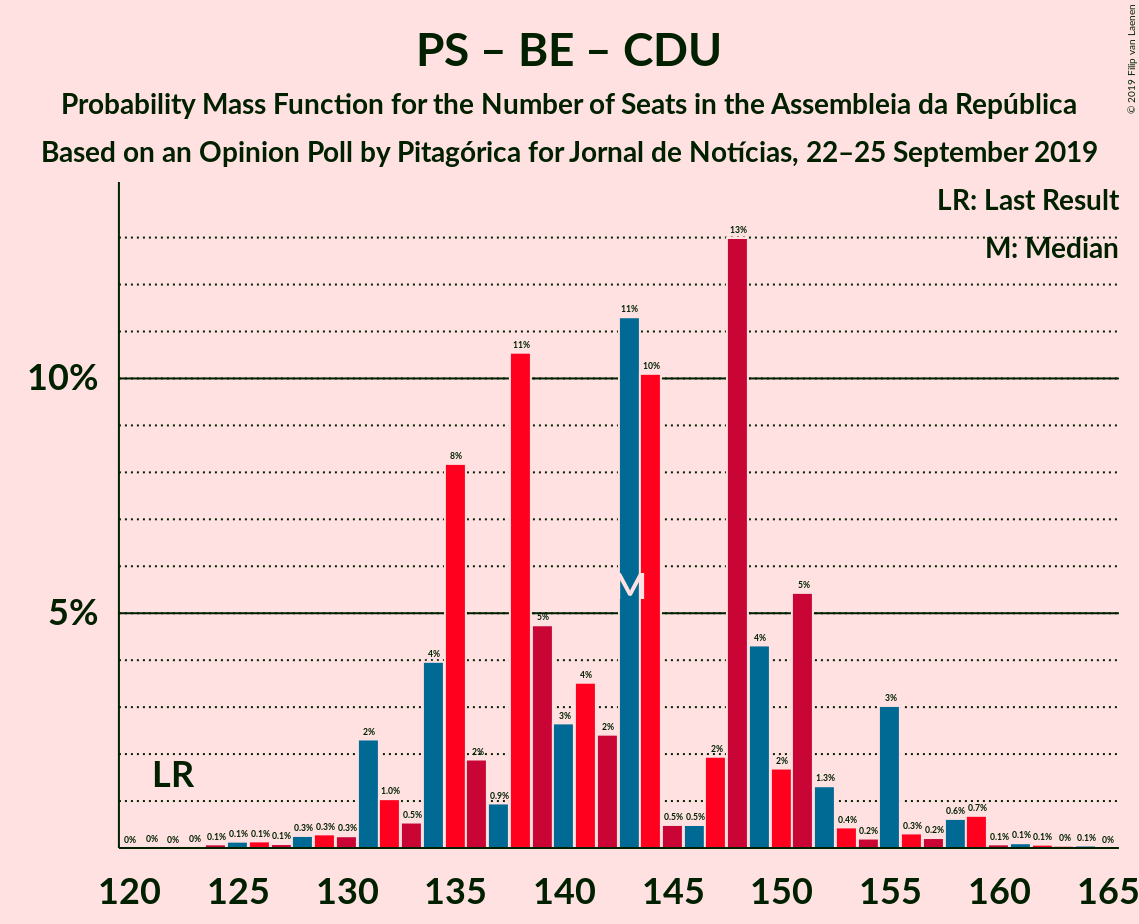 PS – BE – CDU
Probability Mass Function for the Number of Seats in the Assembleia da República
Based on an Opinion Poll by Pitagórica for Jornal de Notícias, 22–25 September 2019
© 2019 Filip van Laenen
LR: Last Result
M: Median
10%
5%
0% 0% 0% 0% 0.1% 0.1% 0.1% 0.1% 0.3% 0.3% 0.3% 2% 1.0% 0.5% 4% 8% 2% 0.9% 11% 5% 3% 4% 2% 11% 10% 0.5% 0.5% 2% 13% 4% 2% 5% 1.3% 0.4% 0.2% 3% 0.3% 0.2% 0.6% 0.7% 0.1% 0.1% 0.1% 0% 0.1% 0%
M
LR
120 125 130 135 140 145 150 155 160 165